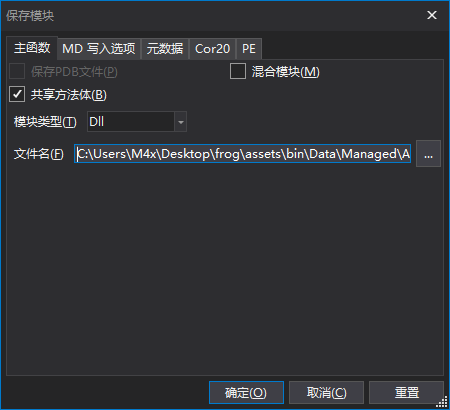 保存模块
主函数 MD 写入选项 元数据 Cor20 PE
保存PDB文件(P) 混合模块(M)
共享方法体(B)
模块类型(T) Dll
文件名(F) C:\Users\M4x\Desktop\frog\assets\bin\Data\Managed\A ...
确定(O) 取消(C) 重置